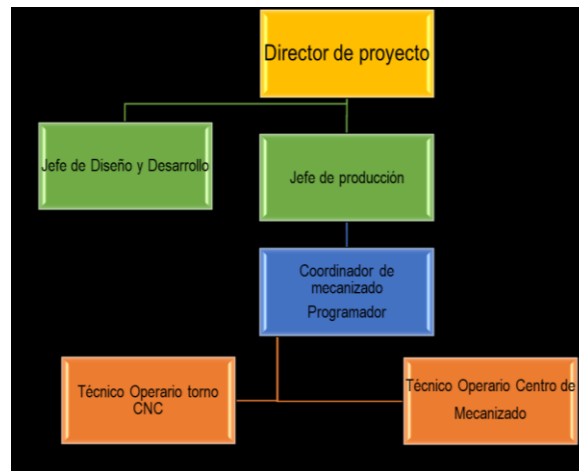 Director de proyecto
Jefe de Diseño y Desarrollo
Jefe de producción
Coordinador de
mecanizado
Programador
Técnico Operario torno
CNC
Técnico Operario Centro de
Mecanizado